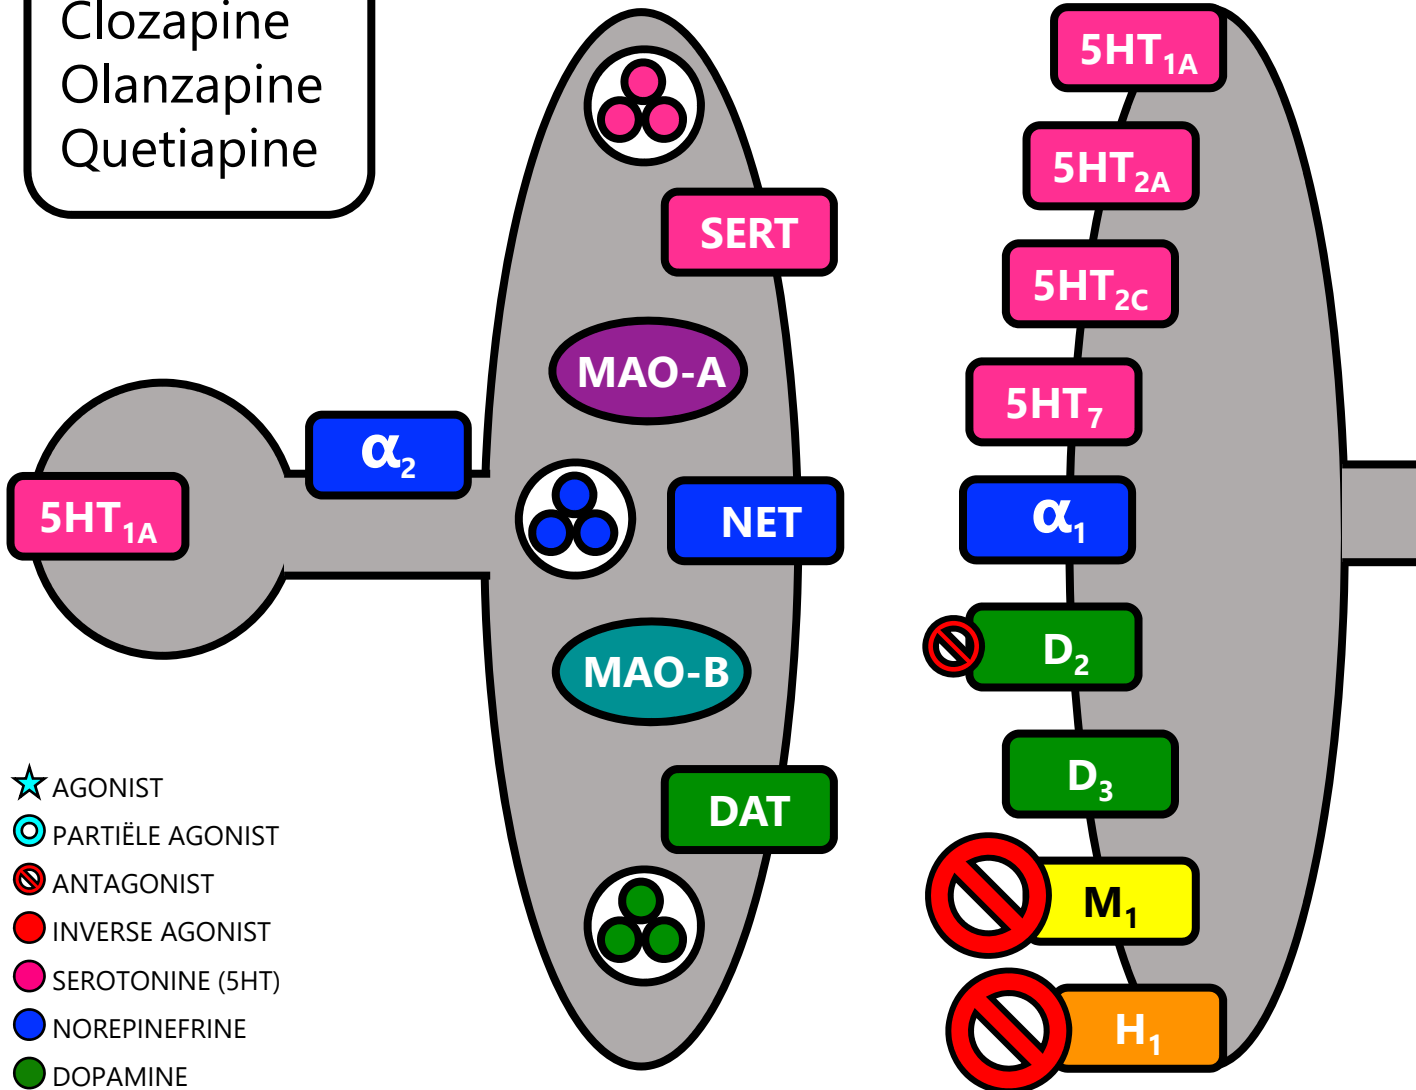 Clozapine
Olanzapine
Quetiapine
5HT1A
5HT2A
SERT
5HT2C
MAO-A
5HT7
α2
5HT1A
NET
α1
D2
MAO-B
D3
DAT
M1
H1
AGONIST
PARTIËLE AGONIST
ANTAGONIST
INVERSE AGONIST
SEROTONINE (5HT)
NOREPINEFRINE
DOPAMINE